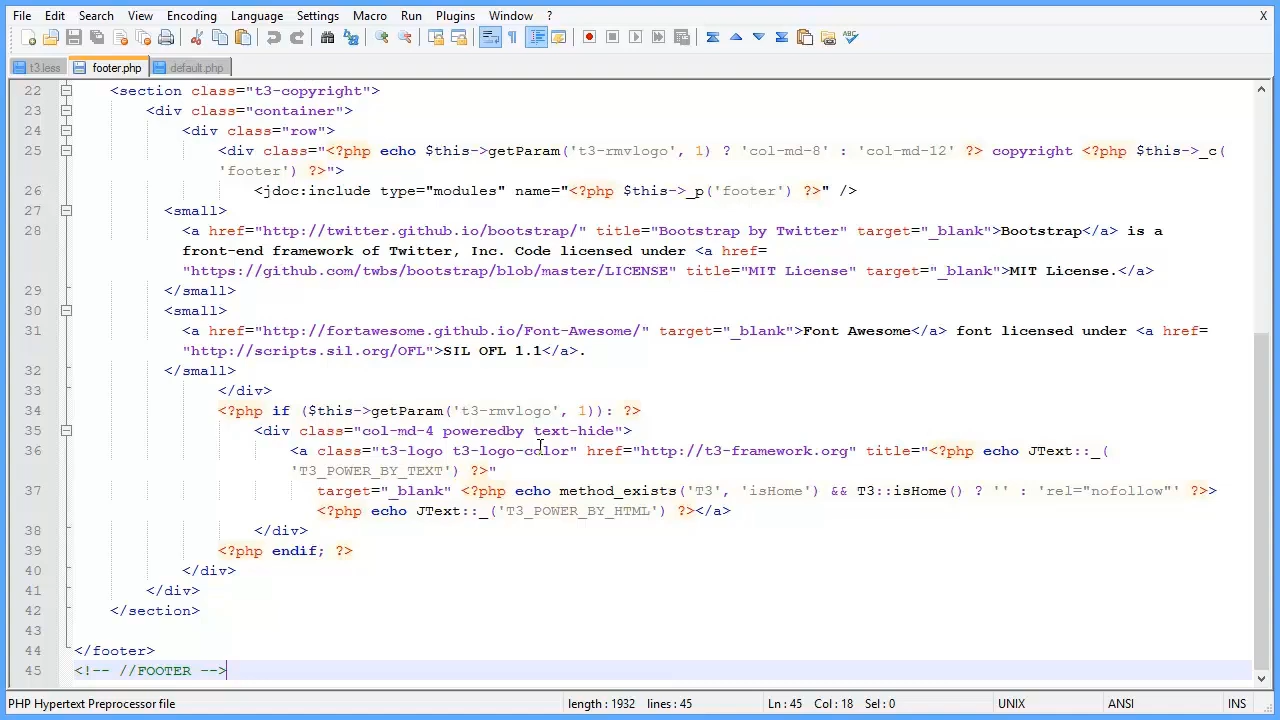 File Edit Search View Encoding Language Settings Macro Run Plugins Window ? X
t3.less footer.php default.php
22 <section class="t3-copyright">
23 <div class="container">
24 <div class="row">
25 <div class="<?php echo $this->getParam('t3-rmvlogo', 1) ? 'col-md-8' : 'col-md-12' ?> copyright <?php $this->_c(
'footer') ?>">
26 <jdoc:include type="modules" name="<?php $this->_p('footer') ?>" />
27 <small>
28 <a href="http://twitter.github.io/bootstrap/" title="Bootstrap by Twitter" target="_blank">Bootstrap</a> is a
front-end framework of Twitter, Inc. Code licensed under <a href=
"https://github.com/twbs/bootstrap/blob/master/LICENSE" title="MIT License" target="_blank">MIT License.</a>
29 </small>
30 <small>
31 <a href="http://fortawesome.github.io/Font-Awesome/" target="_blank">Font Awesome</a> font licensed under <a href=
"http://scripts.sil.org/OFL">SIL OFL 1.1</a>.
32 </small>
33 </div>
34 <?php if ($this->getParam('t3-rmvlogo', 1)): ?>
35 <div class="col-md-4 poweredby text-hide">
36 <a class="t3-logo t3-logo-color" href="http://t3-framework.org" title="<?php echo JText::_(
'T3_POWER_BY_TEXT') ?>"
37 target="_blank" <?php echo method_exists('T3', 'isHome') && T3::isHome() ? '' : 'rel="nofollow"' ?>>
<?php echo JText::_('T3_POWER_BY_HTML') ?></a>
38 </div>
39 <?php endif; ?>
40 </div>
41 </div>
42 </section>
43
44 </footer>
45 <!-- //FOOTER -->
PHP Hypertext Preprocessor file length : 1932 lines : 45 Ln : 45 Col : 18 Sel : 0 UNIX ANSI INS